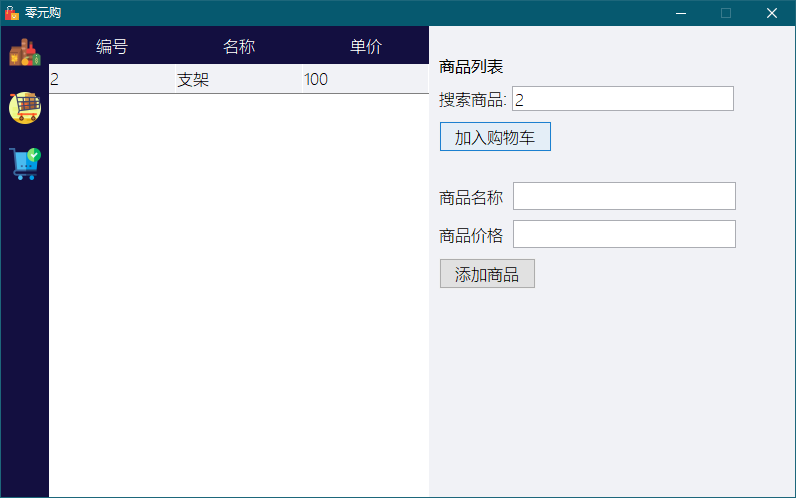 零元购
编号 名称 单价
2 支架 100
商品列表
搜索商品: 2
加入购物车
商品名称
商品价格
添加商品